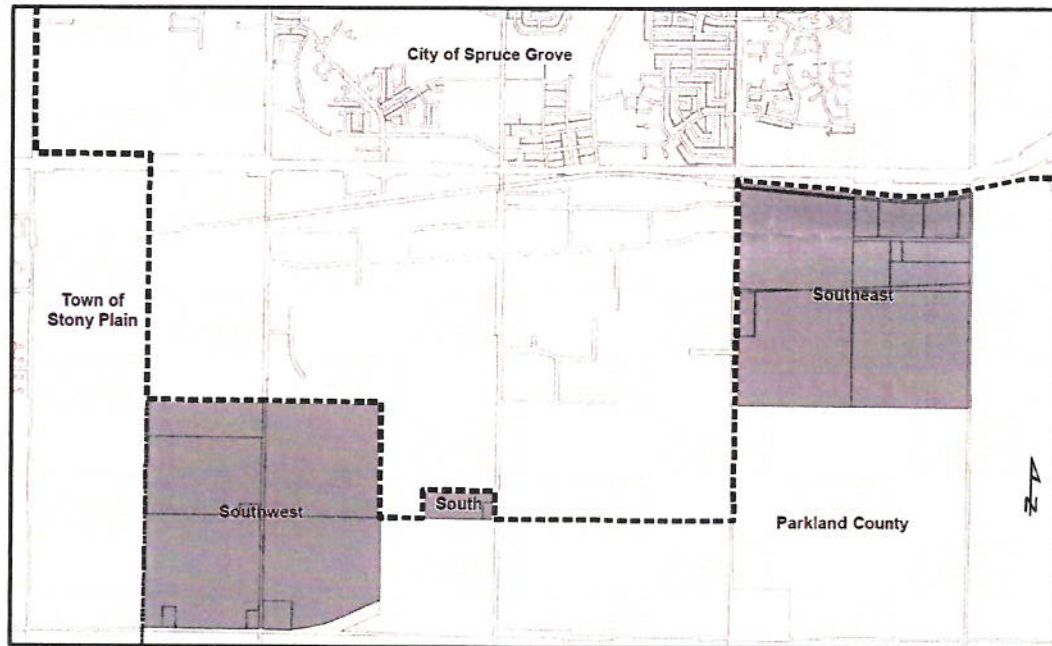 City of Spruce Grove
Town of
Stony Plain
Southeast
Southwest
South
Parkland County
Z